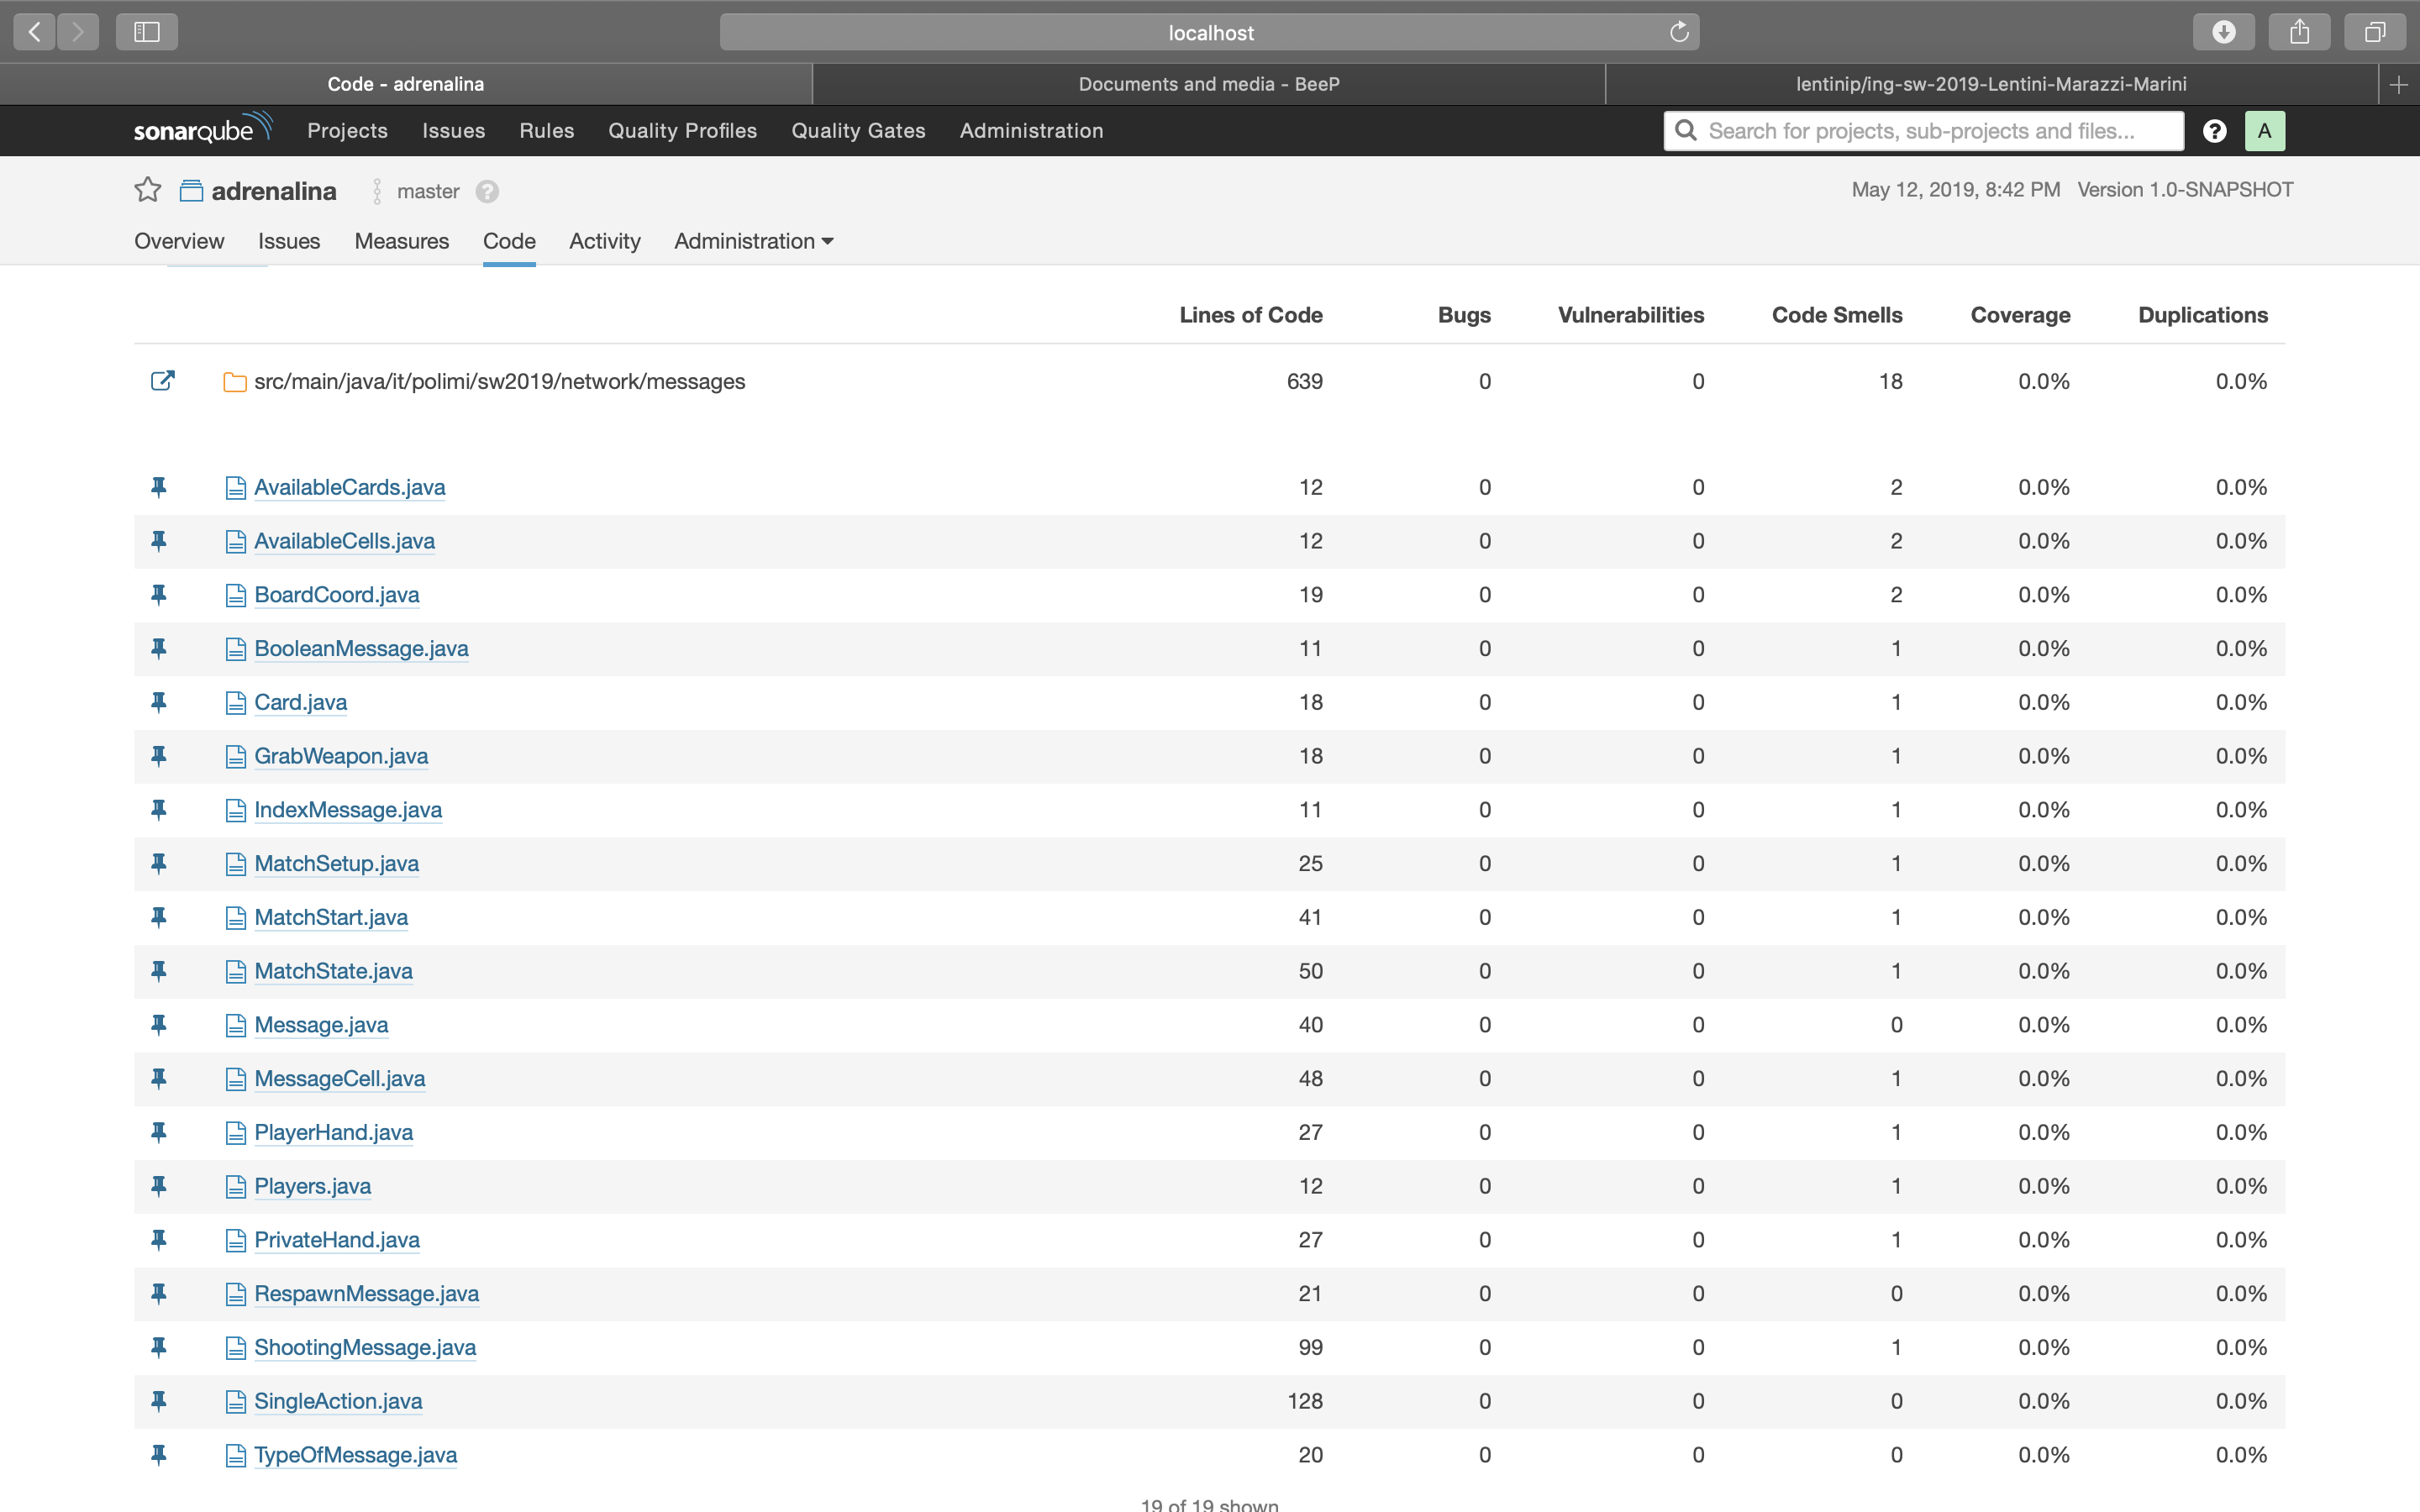 localhost
Code - adrenalina Documents and media - BeeP lentinip/ing-sw-2019-Lentini-Marazzi-Marini
sonarqube Projects Issues Rules Quality Profiles Quality Gates Administration Search for projects, sub-projects and files... ? A
adrenalina master ? May 12, 2019, 8:42 PM Version 1.0-SNAPSHOT
Overview Issues Measures Code Activity Administration
Lines of Code Bugs Vulnerabilities Code Smells Coverage Duplications
src/main/java/it/polimi/sw2019/network/messages 639 0 0 18 0.0% 0.0%
AvailableCards.java 12 0 0 2 0.0% 0.0%
AvailableCells.java 12 0 0 2 0.0% 0.0%
BoardCoord.java 19 0 0 2 0.0% 0.0%
BooleanMessage.java 11 0 0 1 0.0% 0.0%
Card.java 18 0 0 1 0.0% 0.0%
GrabWeapon.java 18 0 0 1 0.0% 0.0%
IndexMessage.java 11 0 0 1 0.0% 0.0%
MatchSetup.java 25 0 0 1 0.0% 0.0%
MatchStart.java 41 0 0 1 0.0% 0.0%
MatchState.java 50 0 0 1 0.0% 0.0%
Message.java 40 0 0 0 0.0% 0.0%
MessageCell.java 48 0 0 1 0.0% 0.0%
PlayerHand.java 27 0 0 1 0.0% 0.0%
Players.java 12 0 0 1 0.0% 0.0%
PrivateHand.java 27 0 0 1 0.0% 0.0%
RespawnMessage.java 21 0 0 0 0.0% 0.0%
ShootingMessage.java 99 0 0 1 0.0% 0.0%
SingleAction.java 128 0 0 0 0.0% 0.0%
TypeOfMessage.java 20 0 0 0 0.0% 0.0%
19 of 19 shown